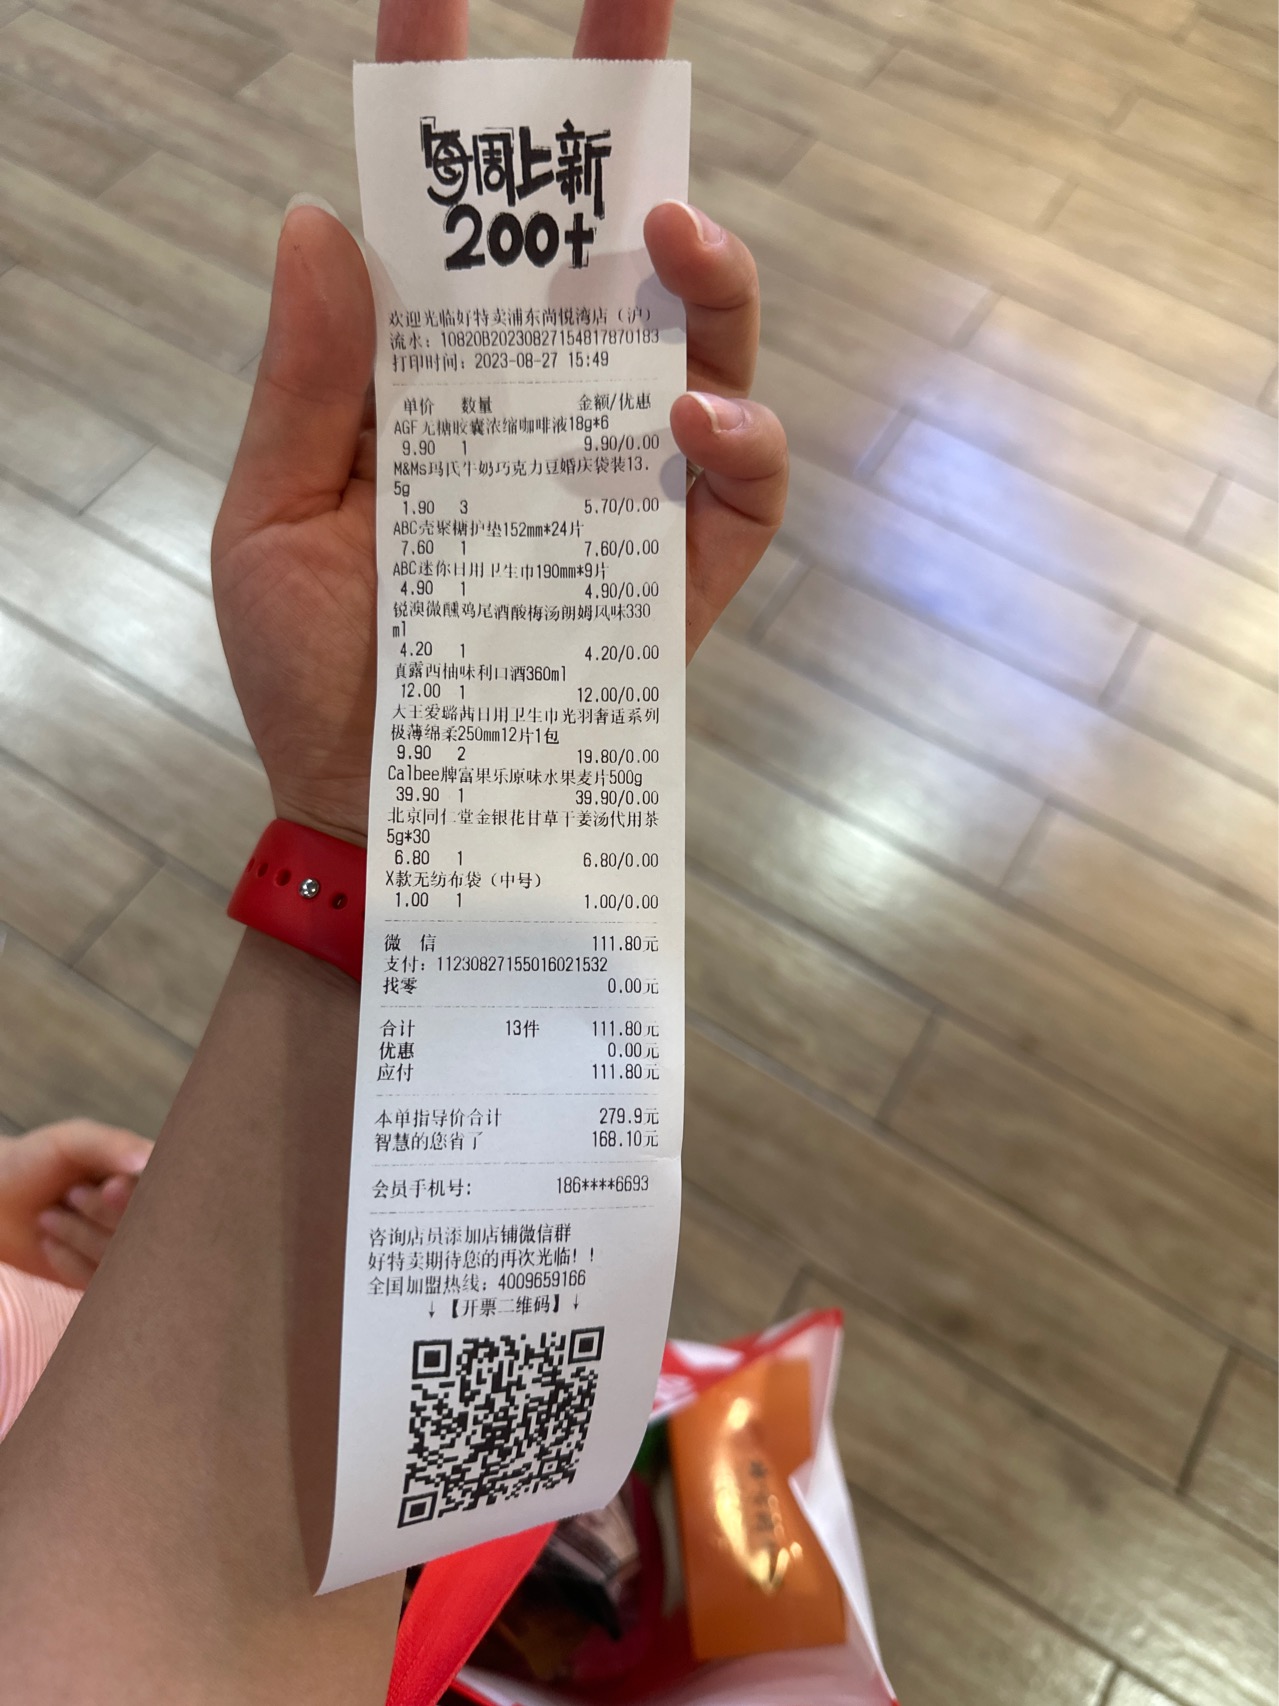 每周上新
200+
欢迎光临好特卖浦东尚悦湾店（沪）
流水：10820B20230827154817870183
打印时间：2023-08-27 15:49
单价 数量 金额/优惠
AGF无糖胶囊浓缩咖啡液18g*6
9.90 1 9.90/0.00
M&Ms玛氏牛奶巧克力豆婚庆袋装13.
5g
1.90 3 5.70/0.00
ABC壳聚糖护垫152mm*24片
7.60 1 7.60/0.00
ABC迷你日用卫生巾190mm*9片
4.90 1 4.90/0.00
锐澳微醺鸡尾酒酸梅汤朗姆风味330
ml
4.20 1 4.20/0.00
真露西柚味利口酒360ml
12.00 1 12.00/0.00
大王爱璐茜日用卫生巾光羽奢适系列
极薄绵柔250mm12片1包
9.90 2 19.80/0.00
Calbee牌富果乐原味水果麦片500g
39.90 1 39.90/0.00
北京同仁堂金银花甘草干姜汤代用茶
5g*30
6.80 1 6.80/0.00
X款无纺布袋（中号）
1.00 1 1.00/0.00
微 信 111.80元
支付：11230827155016021532
找零 0.00元
合计 13件 111.80元
优惠 0.00元
应付 111.80元
本单指导价合计 279.9元
智慧的您省了 168.10元
会员手机号： 186****6693
咨询店员添加店铺微信群
好特卖期待您的再次光临！！
全国加盟热线：4009659166
↓【开票二维码】↓